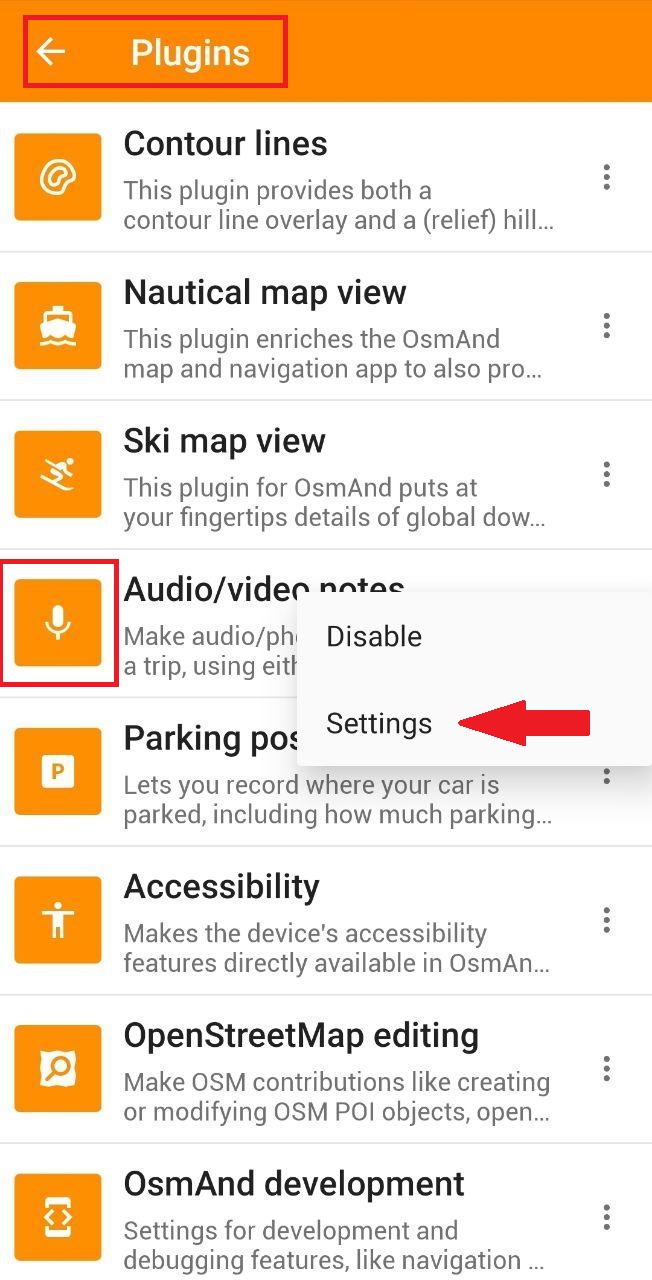 Plugins
Contour lines
This plugin provides both a
contour line overlay and a (relief) hill...
Nautical map view
This plugin enriches the OsmAnd
map and navigation app to also pro...
Ski map view
This plugin for OsmAnd puts at
your fingertips details of global dow...
Audio/video notes
Make audio/pho
a trip, using eith
Disable
Settings
Parking pos
Lets you record where your car is
parked, including how much parking...
P
Accessibility
Makes the device's accessibility
features directly available in OsmAn...
OpenStreetMap editing
Make OSM contributions like creating
or modifying OSM POI objects, open...
OsmAnd development
Settings for development and
debugging features, like navigation ...